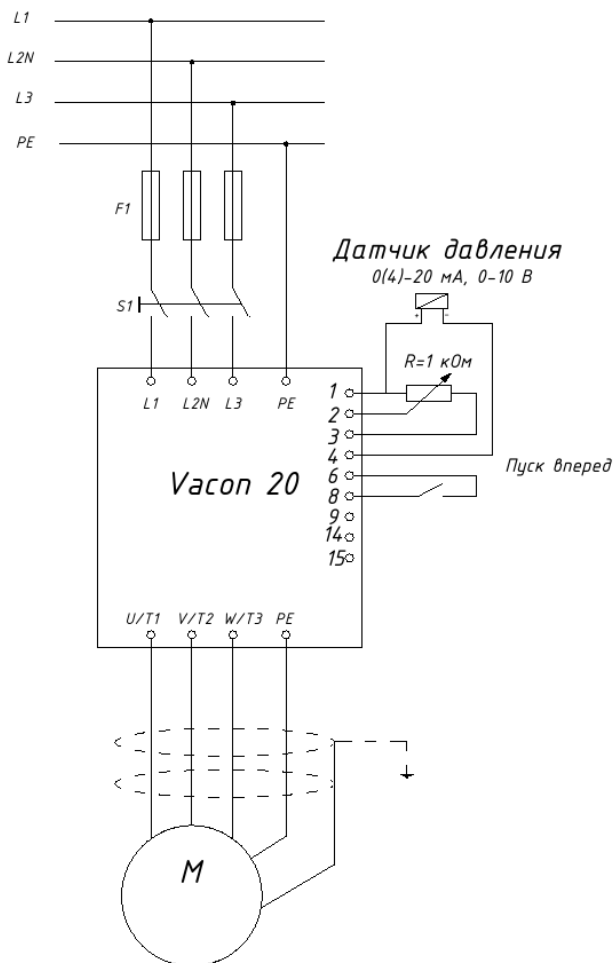 L1
L2N
L3
PE
F1
S1
Датчик давления
0(4)-20 мА, 0-10 В
+ -
R=1 кОм
L1 L2N L3 PE
1
2
3
4
6
8
9
14
15
Пуск вперед
Vacon 20
U/T1 V/T2 W/T3 PE
M